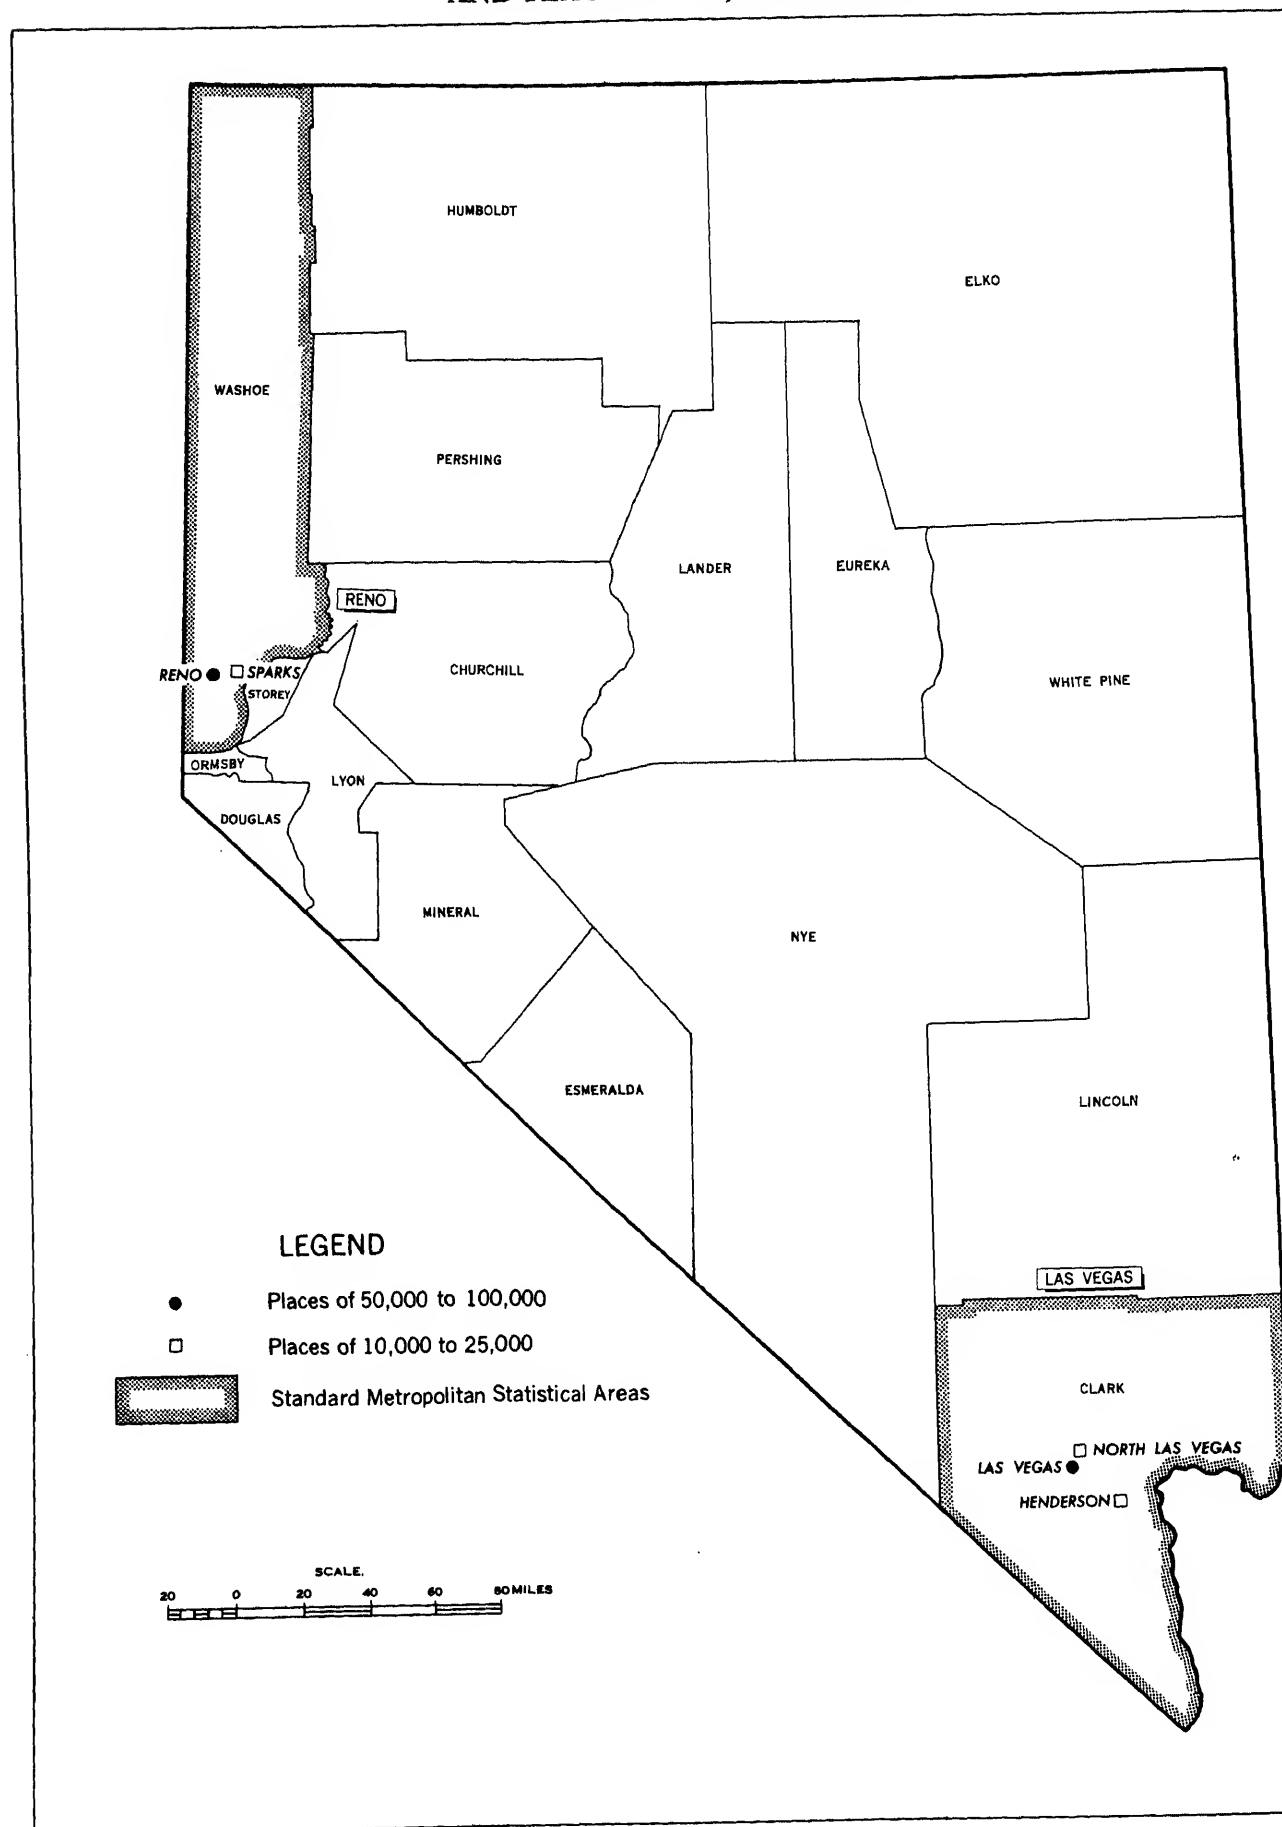 HUMBOLDT
ELKO
WASHOE
PERSHING
LANDER
EUREKA
RENO
RENO
SPARKS
STOREY
CHURCHILL
WHITE PINE
ORMSBY
LYON
DOUGLAS
MINERAL
NYE
ESMERALDA
LINCOLN
LEGEND
Places of 50,000 to 100,000
Places of 10,000 to 25,000
Standard Metropolitan Statistical Areas
LAS VEGAS
CLARK
NORTH LAS VEGAS
LAS VEGAS
HENDERSON
SCALE.
20 0 20 40 60 80 MILES